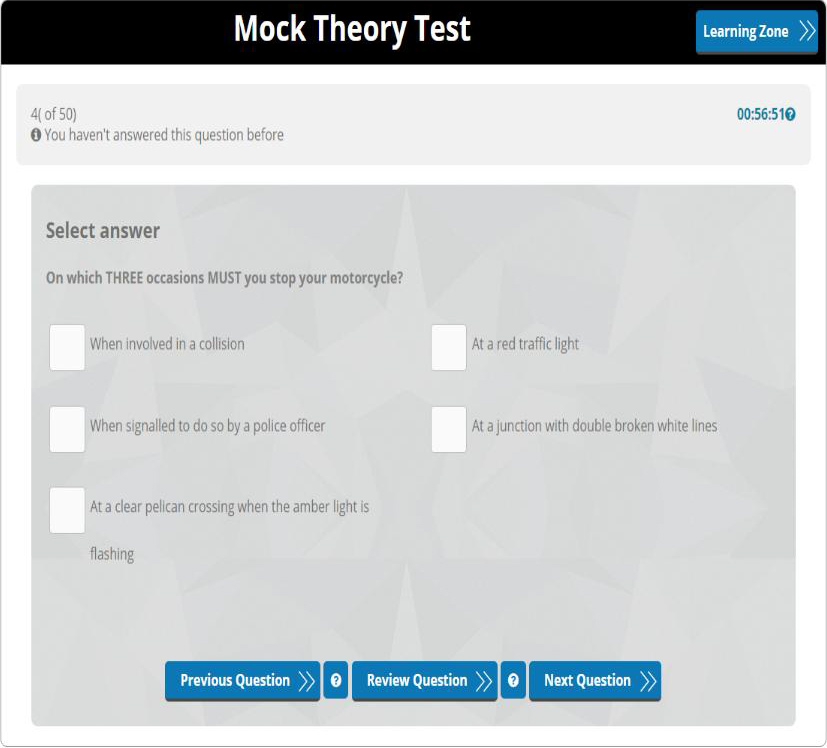 Mock Theory Test
Learning Zone
4( of 50)
00:56:51
You haven't answered this question before
Select answer
On which THREE occasions MUST you stop your motorcycle?
When involved in a collision
At a red traffic light
When signalled to do so by a police officer
At a junction with double broken white lines
At a clear pelican crossing when the amber light is
flashing
Previous Question
?
Review Question
?
Next Question